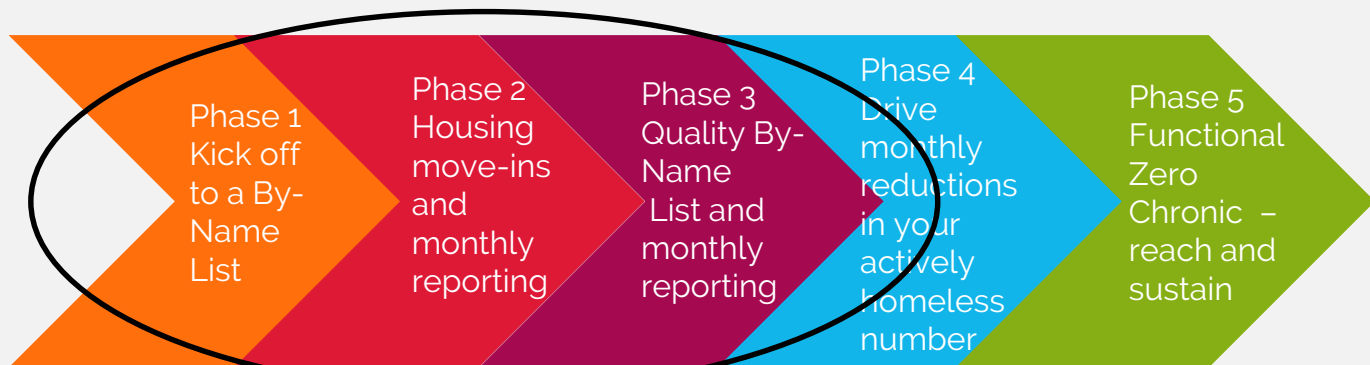 Phase 1
Kick off
to a By-
Name
List
Phase 2
Housing
move-ins
and
monthly
reporting
Phase 3
Quality By-
Name
List and
monthly
reporting
Phase 4
Drive
monthly
reductions
in your
actively
homeless
number
Phase 5
Functional
Zero
Chronic –
reach and
sustain